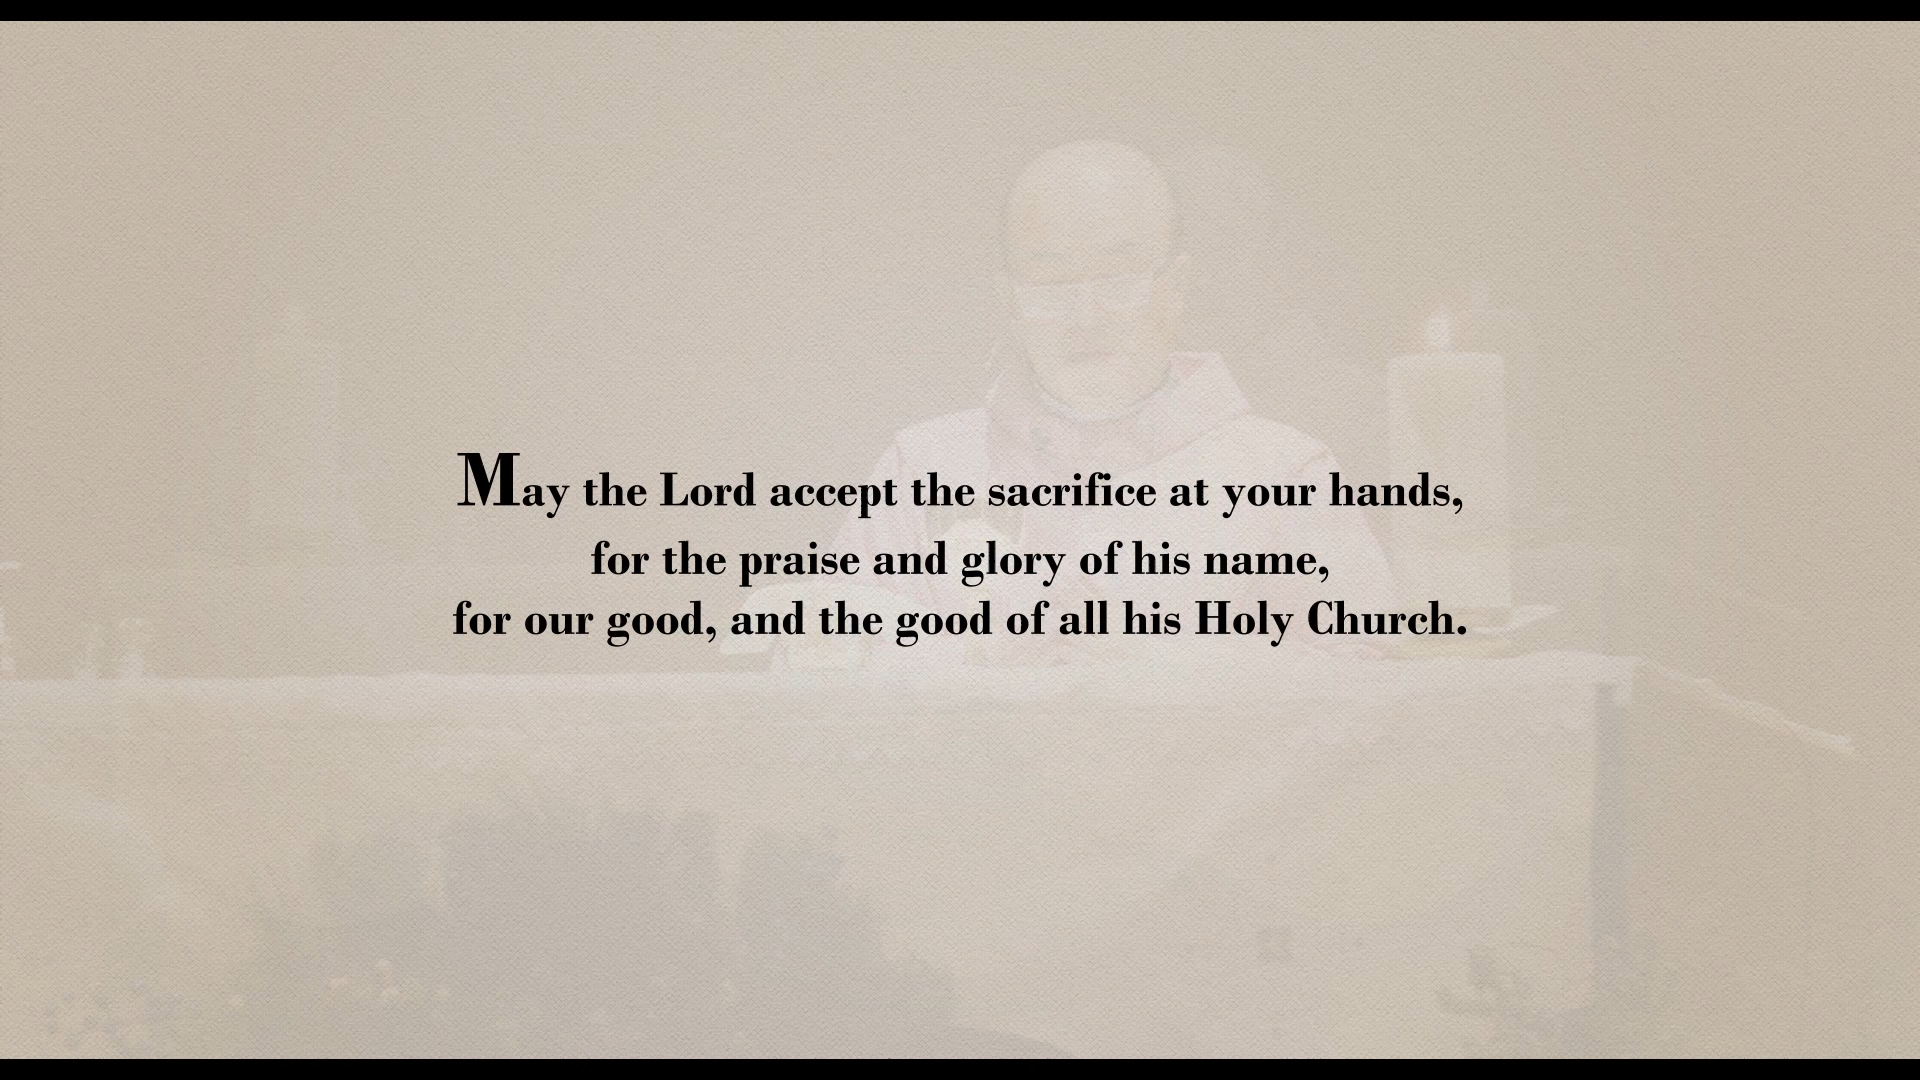 May the Lord accept the sacrifice at your hands,
for the praise and glory of his name,
for our good, and the good of all his Holy Church.